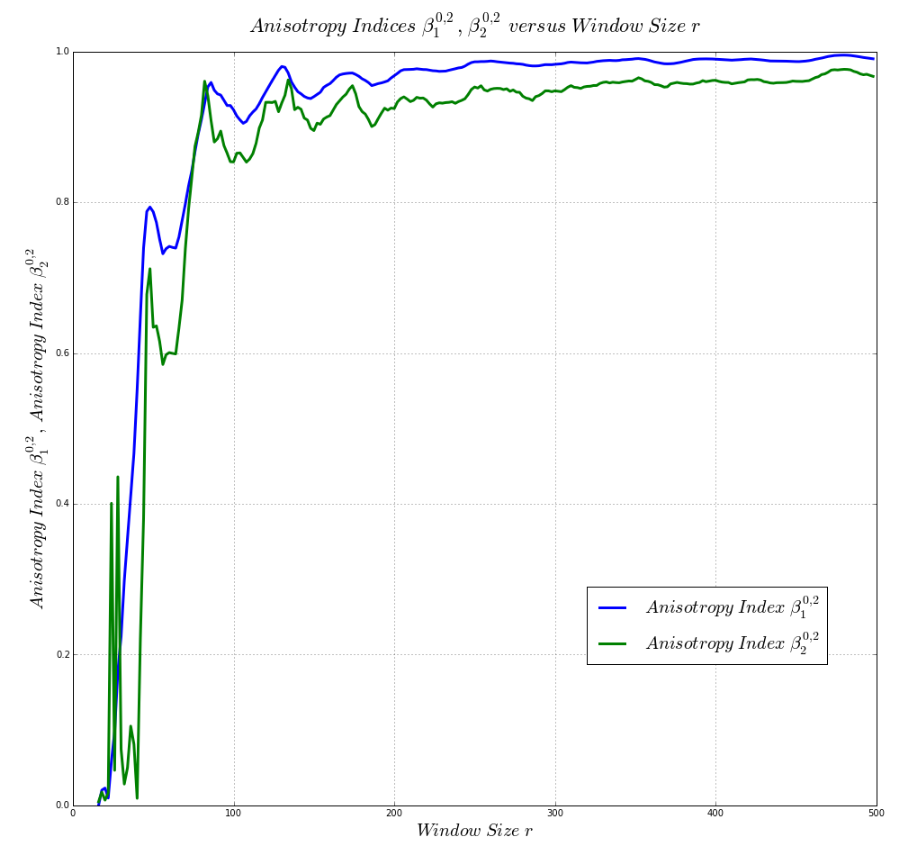 Anisotropy Indices β₁^{0,2}, β₂^{0,2} versus Window Size r
Anisotropy Index β₁^{0,2}, Anisotropy Index β₂^{0,2}
1.0
0.8
0.6
0.4
0.2
0.0
Anisotropy Index β₁^{0,2}
Anisotropy Index β₂^{0,2}
0 100 200 300 400 500
Window Size r